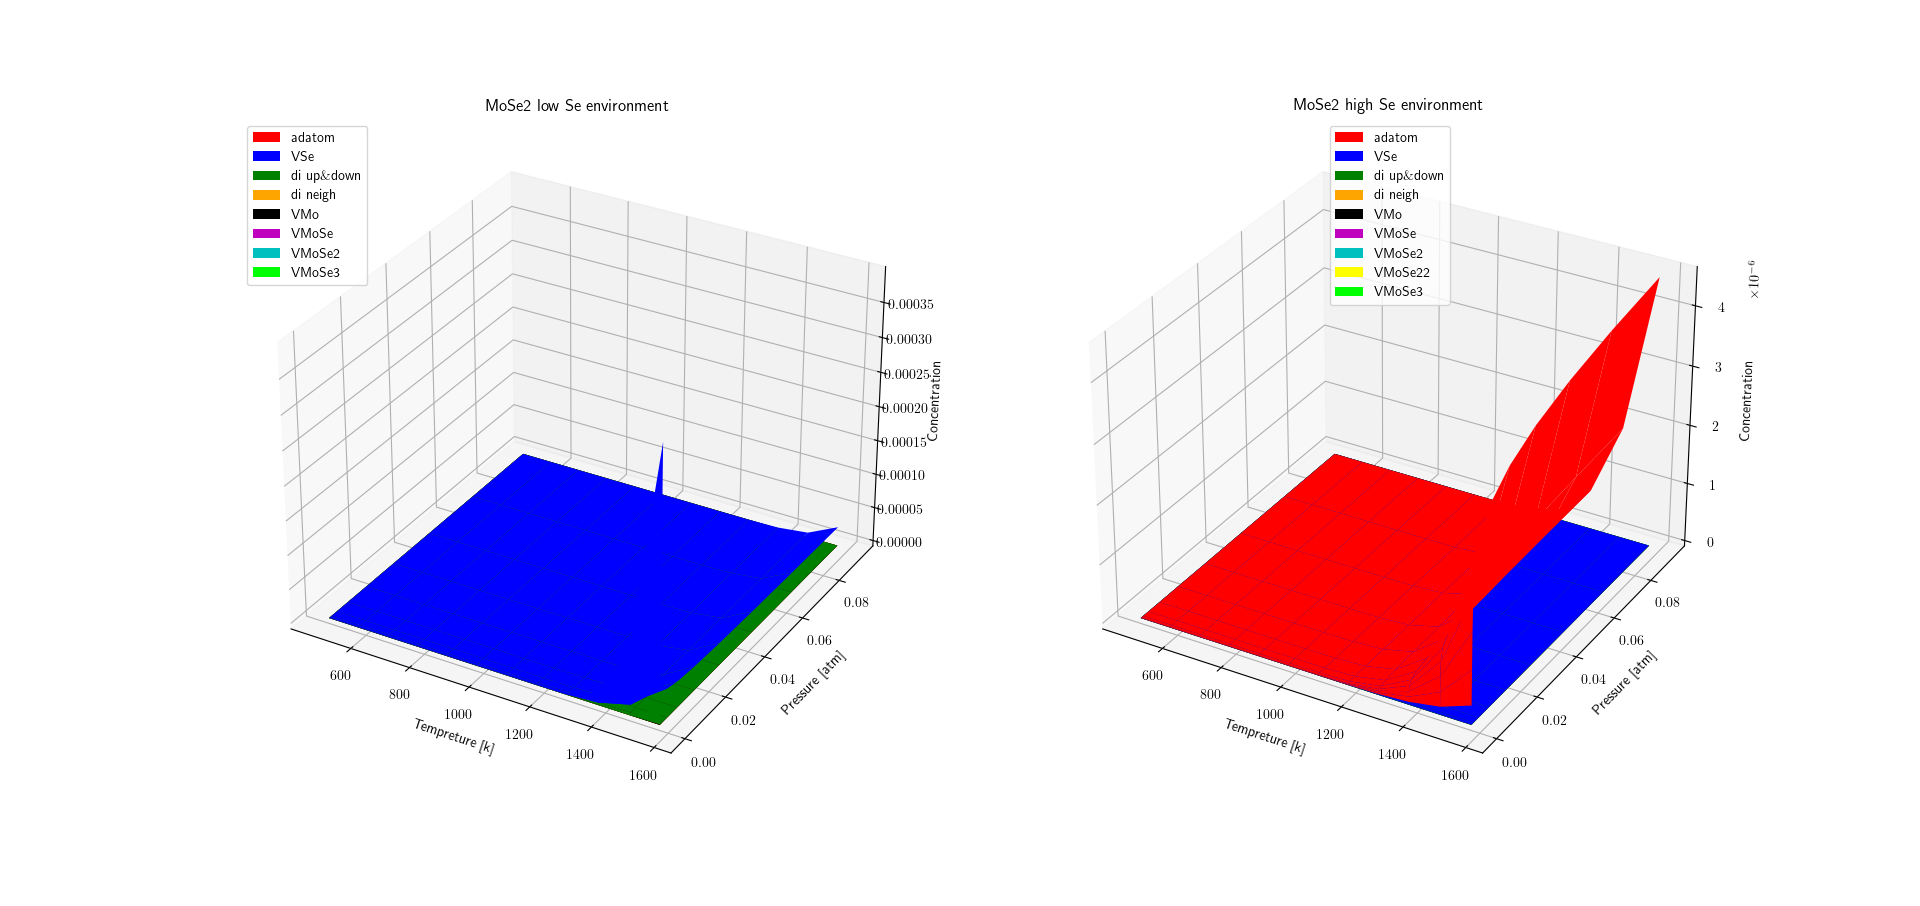 MoSe2 low Se environment
adatom
VSe
di up&down
di neigh
VMo
VMoSe
VMoSe2
VMoSe3
0.00035
0.00030
0.00025
0.00020
0.00015
0.00010
0.00005
0.00000
Concentration
600
800
1000
1200
1400
1600
Tempreture [k]
0.00
0.02
0.04
0.06
0.08
Pressure [atm]
MoSe2 high Se environment
adatom
VSe
di up&down
di neigh
VMo
VMoSe
VMoSe2
VMoSe22
VMoSe3
×10⁻⁶
4
3
2
1
0
Concentration
600
800
1000
1200
1400
1600
Tempreture [k]
0.00
0.02
0.04
0.06
0.08
Pressure [atm]